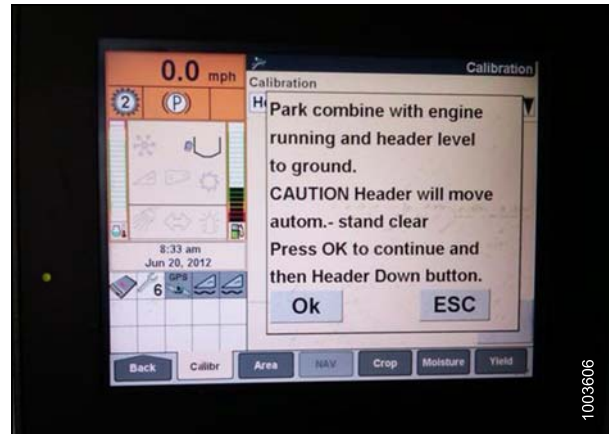 0.0 mph
Calibration
Calibration
2
P
Park combine with engine
running and header level
to ground.
CAUTION Header will move
autom.- stand clear
Press OK to continue and
then Header Down button.
Ok
ESC
8:33 am
Jun 20, 2012
6
GPS
Back
Calibr
Area
NAV
Crop
Moisture
Yield
1003606